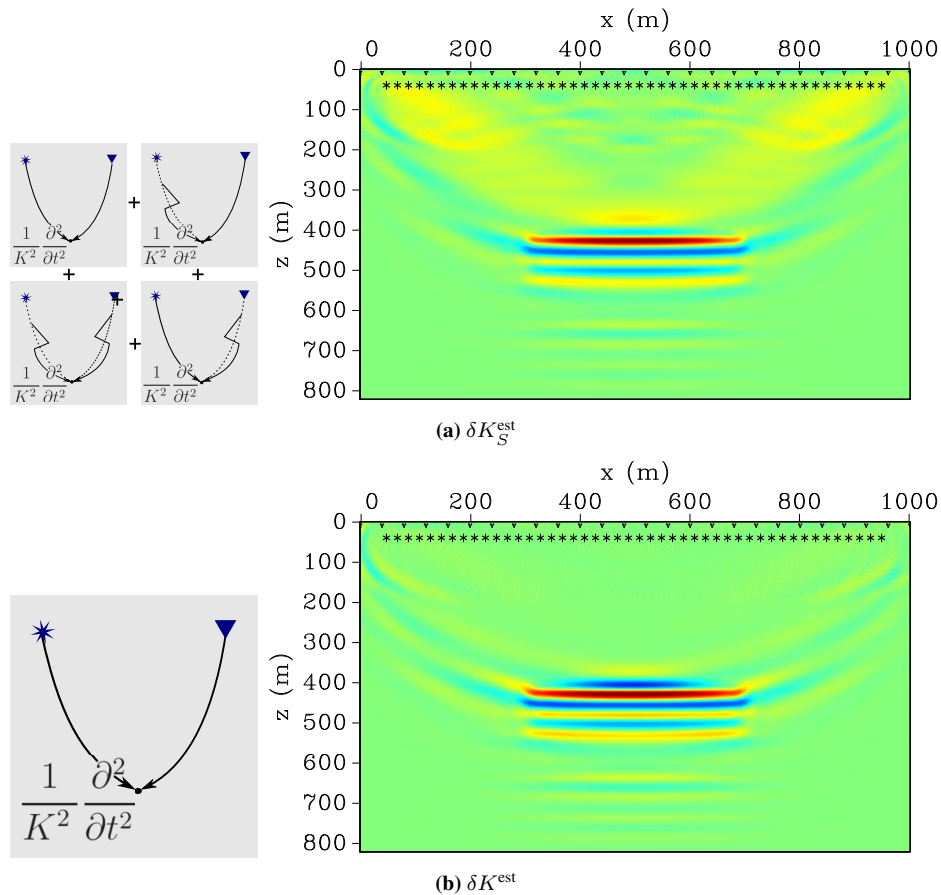 x (m)
0 200 400 600 800 1000
0
100
200
300
400
500
600
700
800
z (m)
+
1/K² ∂²/∂t²
1/K² ∂²/∂t²
+ +
+
+
1/K² ∂²/∂t²
1/K² ∂²/∂t²
(a) δK_S^est
x (m)
0 200 400 600 800 1000
0
100
200
300
400
500
600
700
800
z (m)
1/K² ∂²/∂t²
(b) δK^est